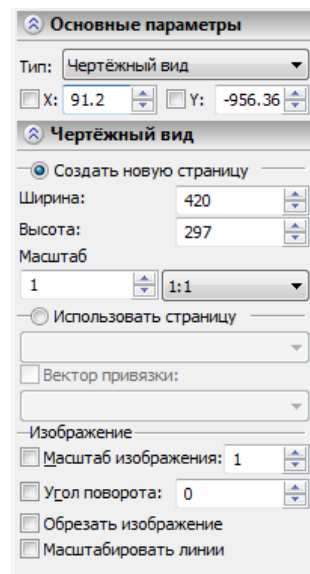 Основные параметры
Тип: Чертёжный вид
X: 91.2 Y: -956.36
Чертёжный вид
Создать новую страницу
Ширина: 420
Высота: 297
Масштаб
1 1:1
Использовать страницу
Вектор привязки:
Изображение
Масштаб изображения: 1
Угол поворота: 0
Обрезать изображение
Масштабировать линии